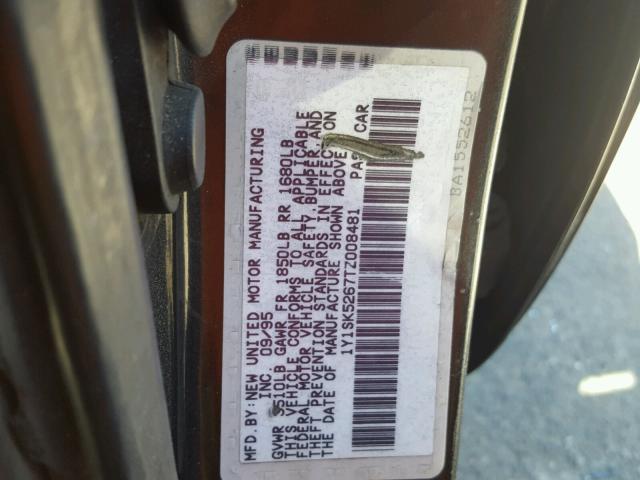 MFD.BY:NEW UNITED MOTOR MANUFACTURING
INC. 09/95
GVWR 3510LB GAWR FR 1850LB RR 1680LB
THIS VEHICLE CONFORMS TO ALL APPLICABLE
FEDERAL MOTOR VEHICLE SAFETY, BUMPER, AND
THEFT PREVENTION STANDARDS IN EFFECT ON
THE DATE OF MANUFACTURE SHOWN ABOVE
1Y1SK5267TZ008481 CAR
BA1552612